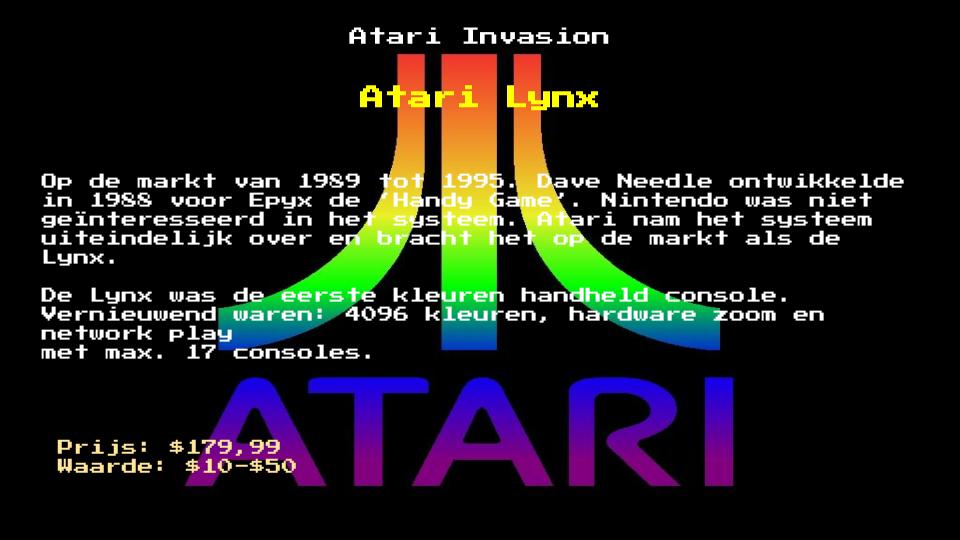 Atari Invasion
Atari Lynx
Op de markt van 1989 tot 1995. Dave Needle ontwikkelde
in 1988 voor Epyx de 'Handy Game'. Nintendo was niet
geïnteresseerd in het systeem. Atari nam het systeem
uiteindelijk over en bracht het op de markt als de
Lynx.
De Lynx was de eerste kleuren handheld console.
Vernieuwend waren: 4096 kleuren, hardware zoom en
network play
met max. 17 consoles.
Prijs: $179,99
Waarde: $10-$50
ATARI